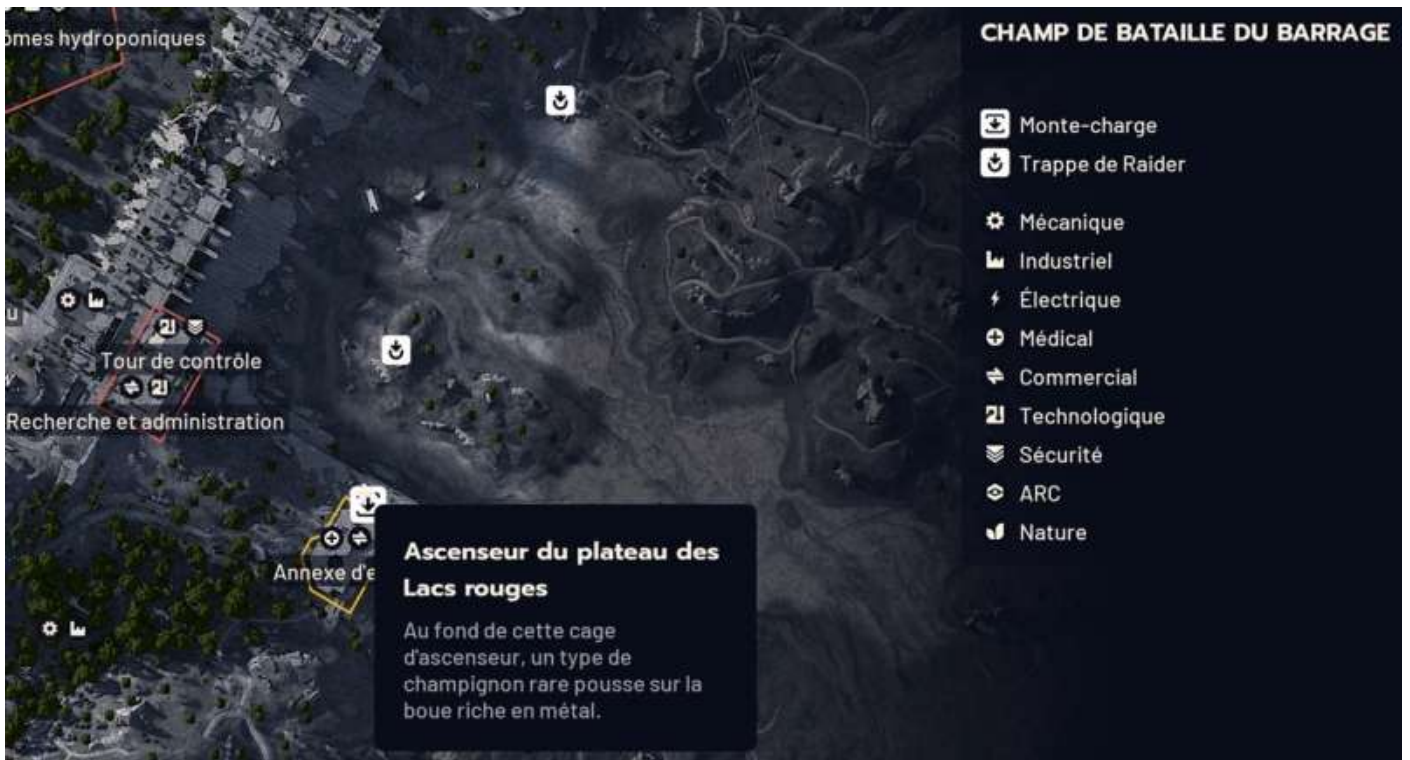 ômes hydroponiques
CHAMP DE BATAILLE DU BARRAGE
Monte-charge
Trappe de Raider
Mécanique
Industriel
Électrique
Médical
Commercial
Technologique
Sécurité
ARC
Nature
u
Tour de contrôle
Recherche et administration
Annexe d'e
Ascenseur du plateau des
Lacs rouges
Au fond de cette cage
d'ascenseur, un type de
champignon rare pousse sur la
boue riche en métal.